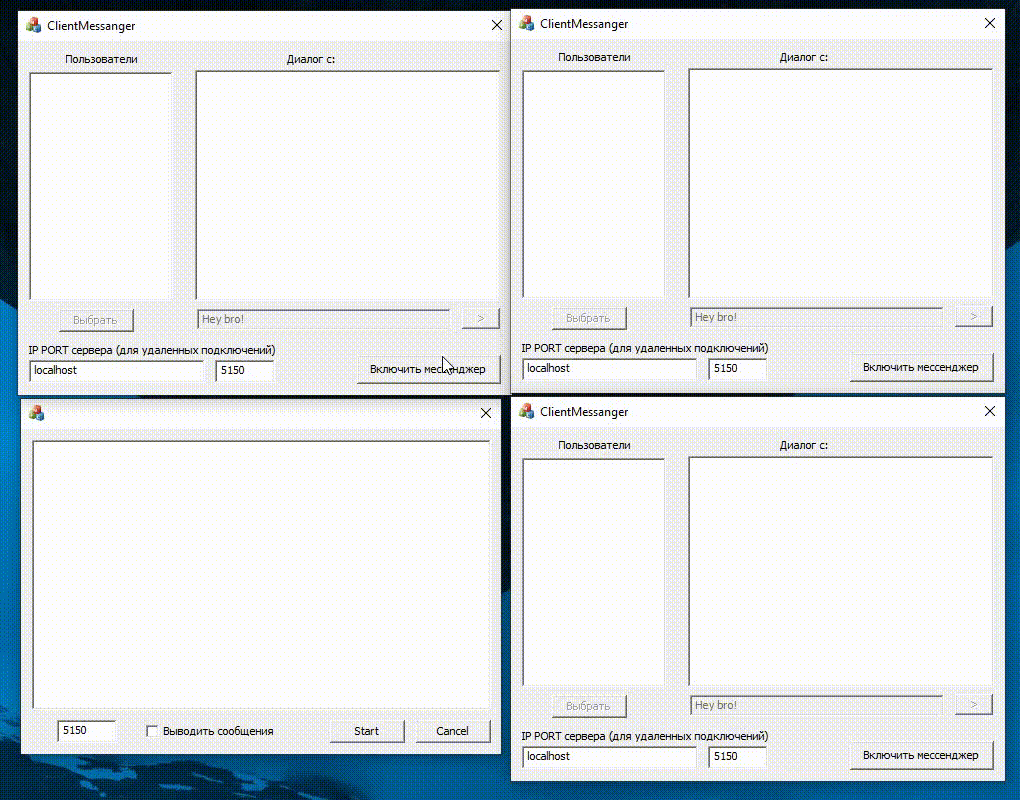 ClientMessanger
Пользователи
Диалог с:
Выбрать
Hey bro!
>
IP PORT сервера (для удаленных подключений)
localhost
5150
Включить мессенджер
ClientMessanger
Пользователи
Диалог с:
Выбрать
Hey bro!
>
IP PORT сервера (для удаленных подключений)
localhost
5150
Включить мессенджер
5150
Выводить сообщения
Start
Cancel
ClientMessanger
Пользователи
Диалог с:
Выбрать
Hey bro!
>
IP PORT сервера (для удаленных подключений)
localhost
5150
Включить мессенджер